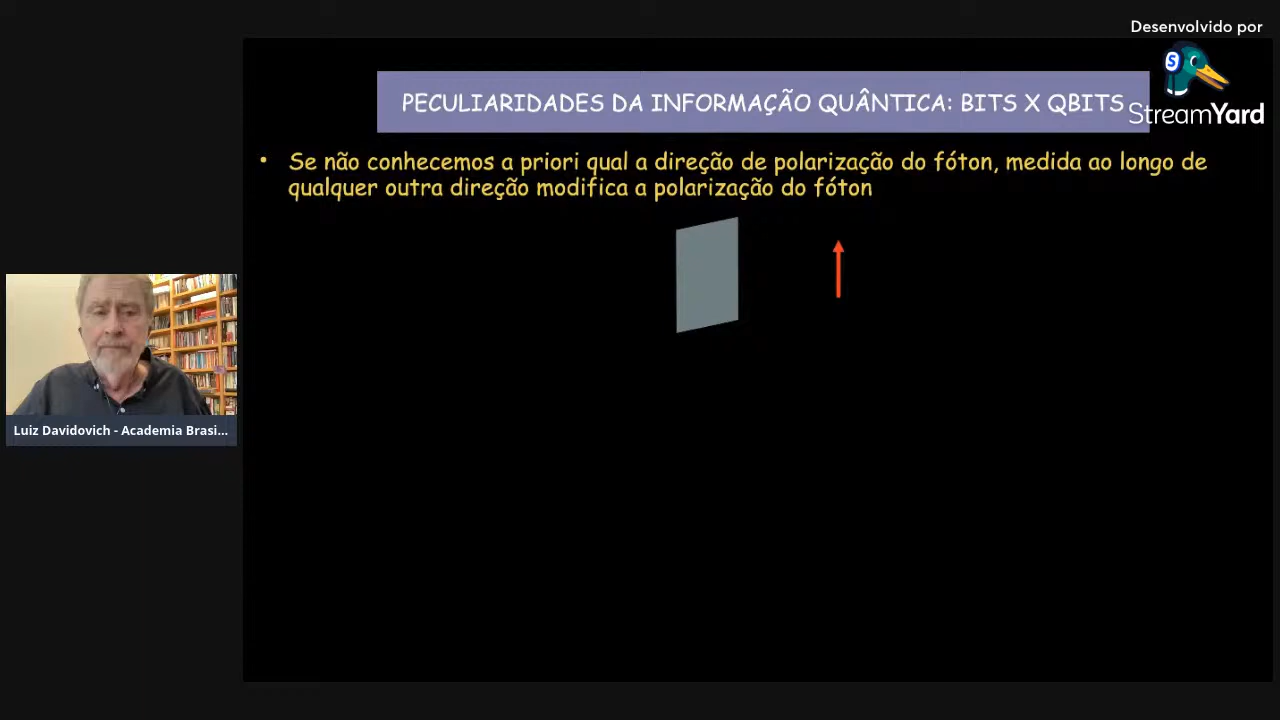 Desenvolvido por
S
StreamYard
PECULIARIDADES DA INFORMAÇÃO QUÂNTICA: BITS X QBITS
• Se não conhecemos a priori qual a direção de polarização do fóton, medida ao longo de
qualquer outra direção modifica a polarização do fóton
Luiz Davidovich - Academia Brasi...